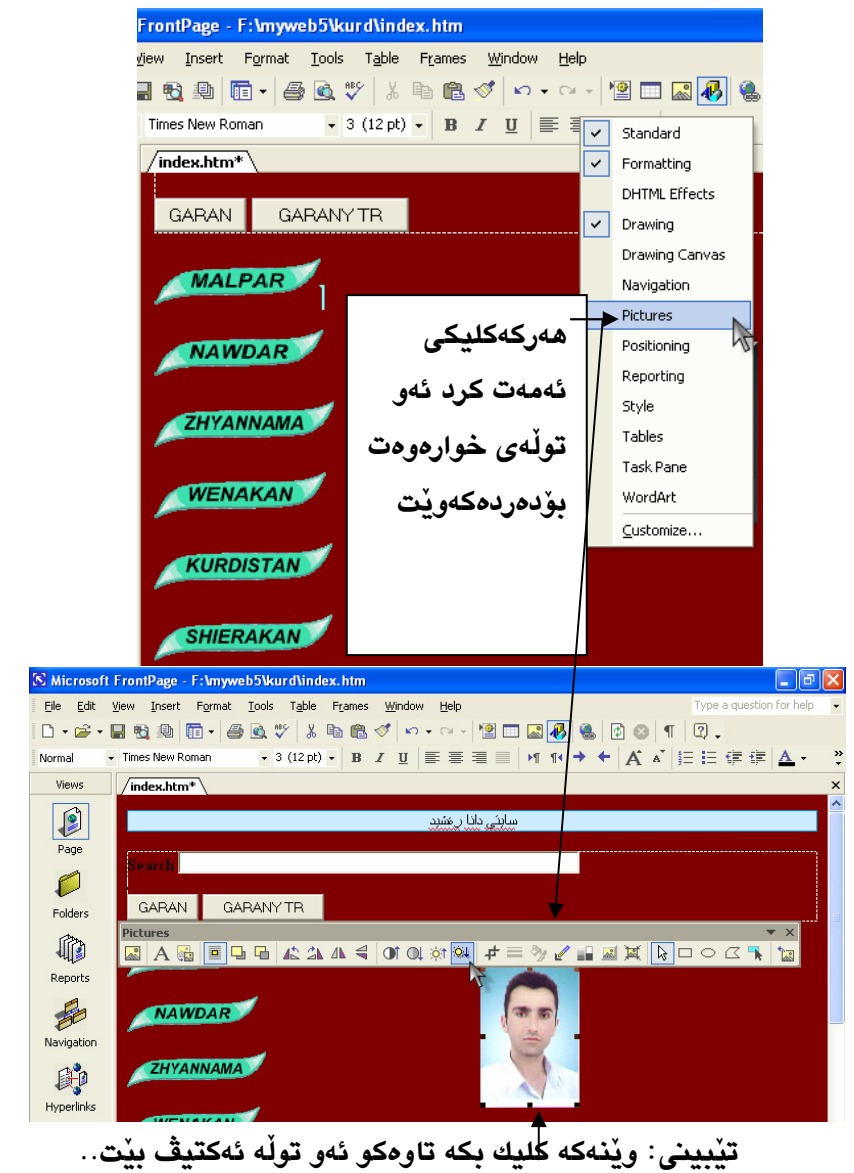 FrontPage - F:\myweb5\kurd\index.htm
View Insert Format Tools Table Frames Window Help
Times New Roman 3 (12 pt) B I U
Standard
Formatting
DHTML Effects
Drawing
Drawing Canvas
Navigation
Pictures
Positioning
Reporting
Style
Tables
Task Pane
WordArt
Customize...
index.htm*
GARAN GARANY TR
MALPAR
NAWDAR
ZHYANNAMA
WENAKAN
KURDISTAN
SHIERAKAN
هەرکەکلیکی
ئەمەت کرد ئەو
توڵەی خوارەوەت
بۆدەردەکەوێت
Microsoft FrontPage - F:\myweb5\kurd\index.htm
File Edit View Insert Format Tools Table Frames Window Help Type a question for help
Normal Times New Roman 3 (12 pt) B I U
Views index.htm*
سایتی دانا ڕەشید
Search
GARAN GARANY TR
Pictures
Page
Folders
Reports
Navigation
Hyperlinks
NAWDAR
ZHYANNAMA
WENAKAN
تێبینی: وێنەکە کلیك بکە تاوەکو ئەو توڵە ئەکتیڤ بێت..